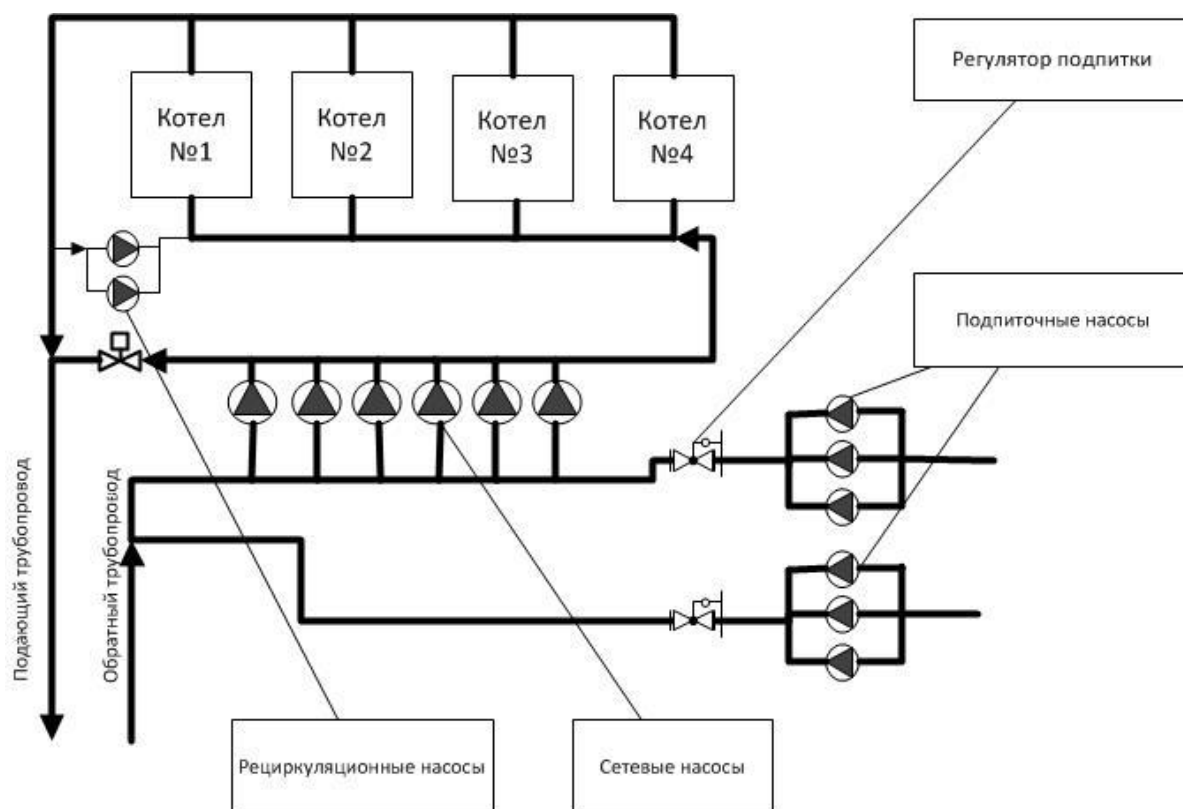 Регулятор подпитки
Котел
№1
Котел
№2
Котел
№3
Котел
№4
Подпиточные насосы
Подающий трубопровод
Обратный трубопровод
Рециркуляционные насосы
Сетевые насосы